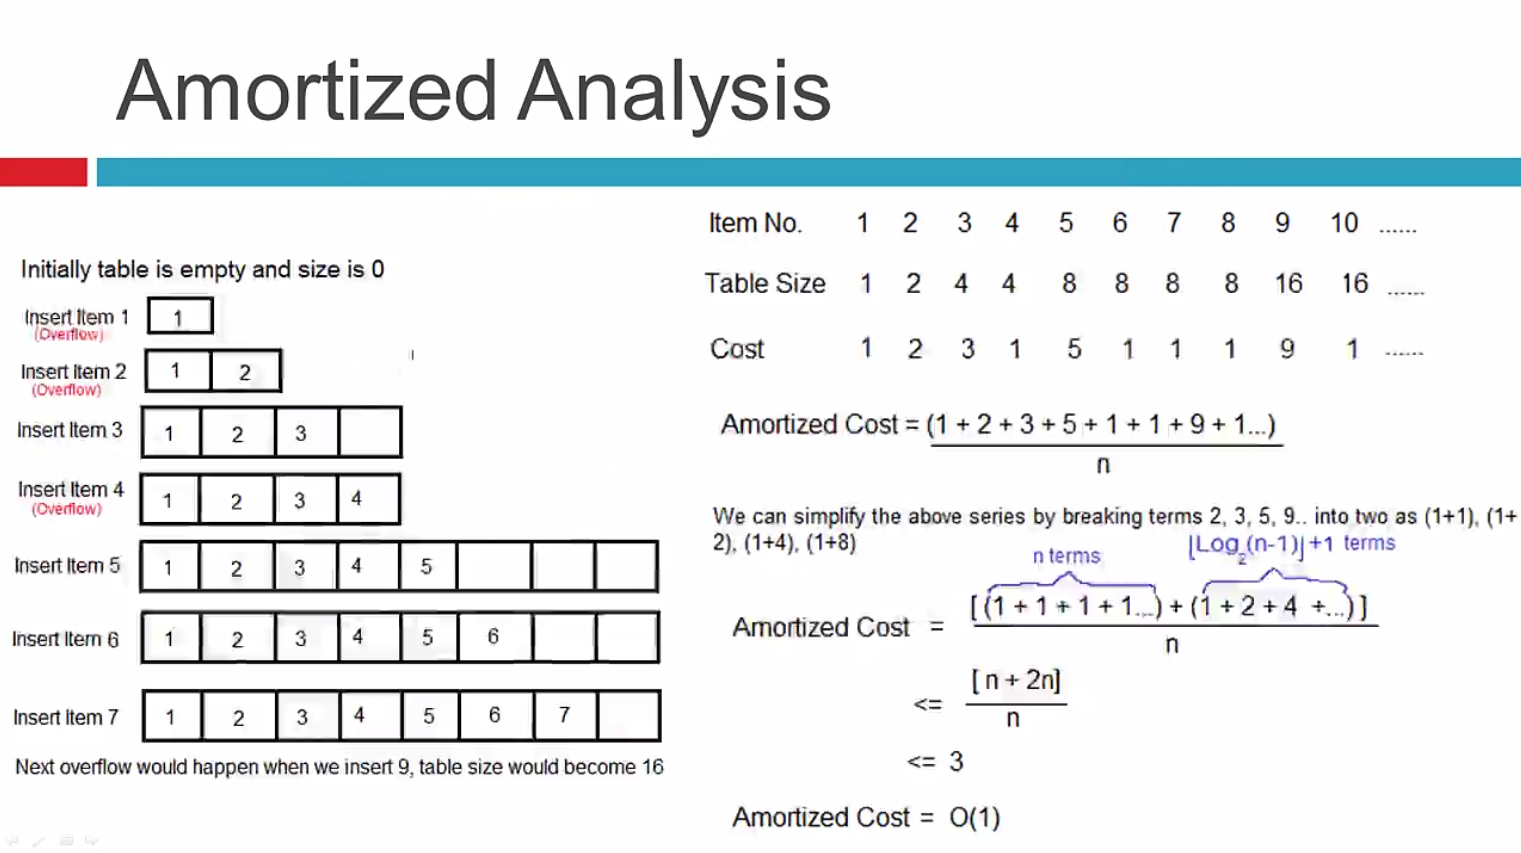 Amortized Analysis
Initially table is empty and size is 0
Insert Item 1
(Overflow)
1
Insert Item 2
(Overflow)
1 2
Insert Item 3
1 2 3
Insert Item 4
(Overflow)
1 2 3 4
Insert Item 5
1 2 3 4 5
Insert Item 6
1 2 3 4 5 6
Insert Item 7
1 2 3 4 5 6 7
Next overflow would happen when we insert 9, table size would become 16
Item No. 1 2 3 4 5 6 7 8 9 10 ......
Table Size 1 2 4 4 8 8 8 8 16 16 ......
Cost 1 2 3 1 5 1 1 1 9 1 ......
Amortized Cost = (1 + 2 + 3 + 5 + 1 + 1 + 9 + 1...)
n
We can simplify the above series by breaking terms 2, 3, 5, 9.. into two as (1+1), (1+
2), (1+4), (1+8)
n terms
⌊Log₂(n-1)⌋+1 terms
Amortized Cost = [(1 + 1 + 1 + 1...) + (1 + 2 + 4 +...)]
n
<= [n + 2n]
n
<= 3
Amortized Cost = O(1)